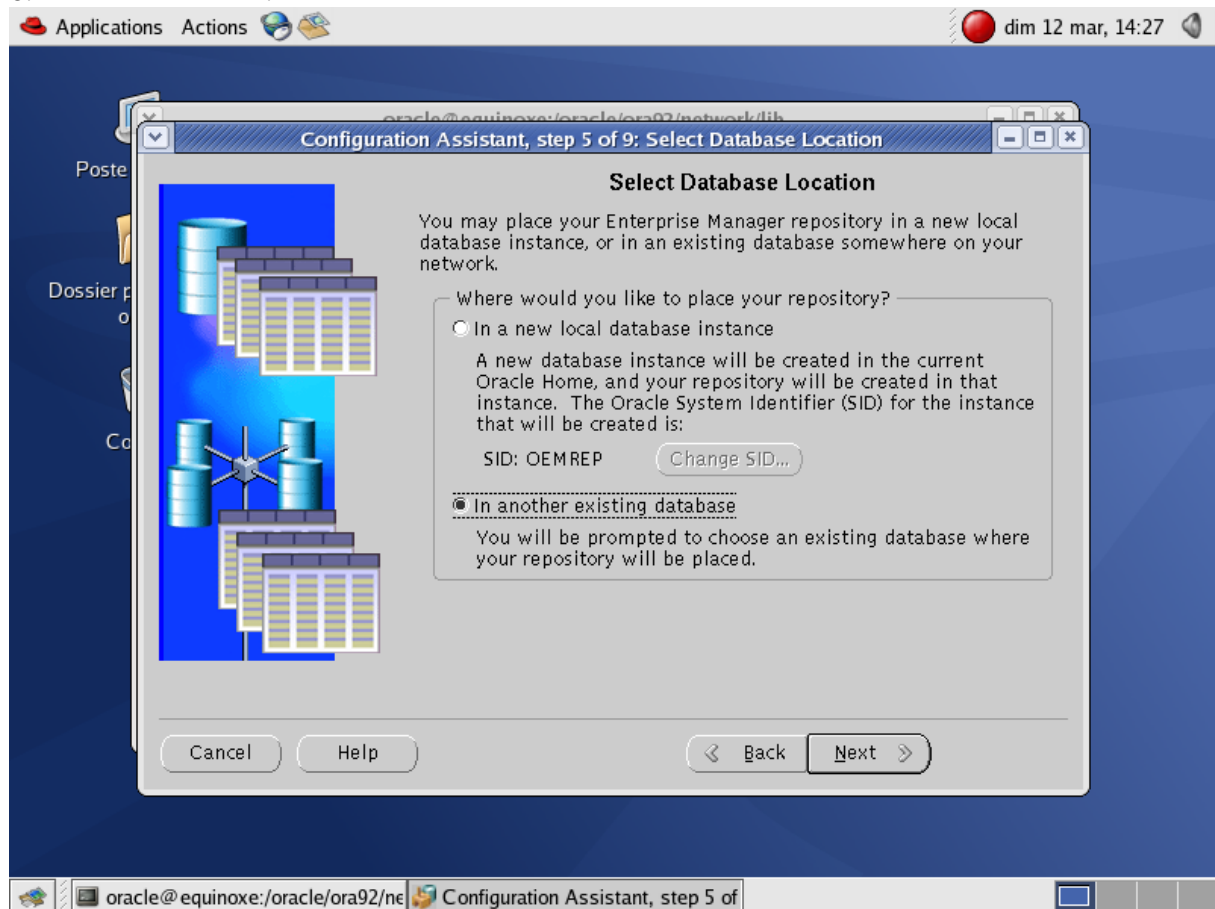 Applications Actions dim 12 mar, 14:27
oracle@equinoxe:/oracle/ora92/network/lib
Configuration Assistant, step 5 of 9: Select Database Location
Poste
Dossier p
o
Co
Select Database Location
You may place your Enterprise Manager repository in a new local
database instance, or in an existing database somewhere on your
network.
Where would you like to place your repository?
In a new local database instance
A new database instance will be created in the current
Oracle Home, and your repository will be created in that
instance. The Oracle System Identifier (SID) for the instance
that will be created is:
SID: OEMREP Change SID...
In another existing database
You will be prompted to choose an existing database where
your repository will be placed.
Cancel Help Back Next
oracle@equinoxe:/oracle/ora92/ne Configuration Assistant, step 5 of